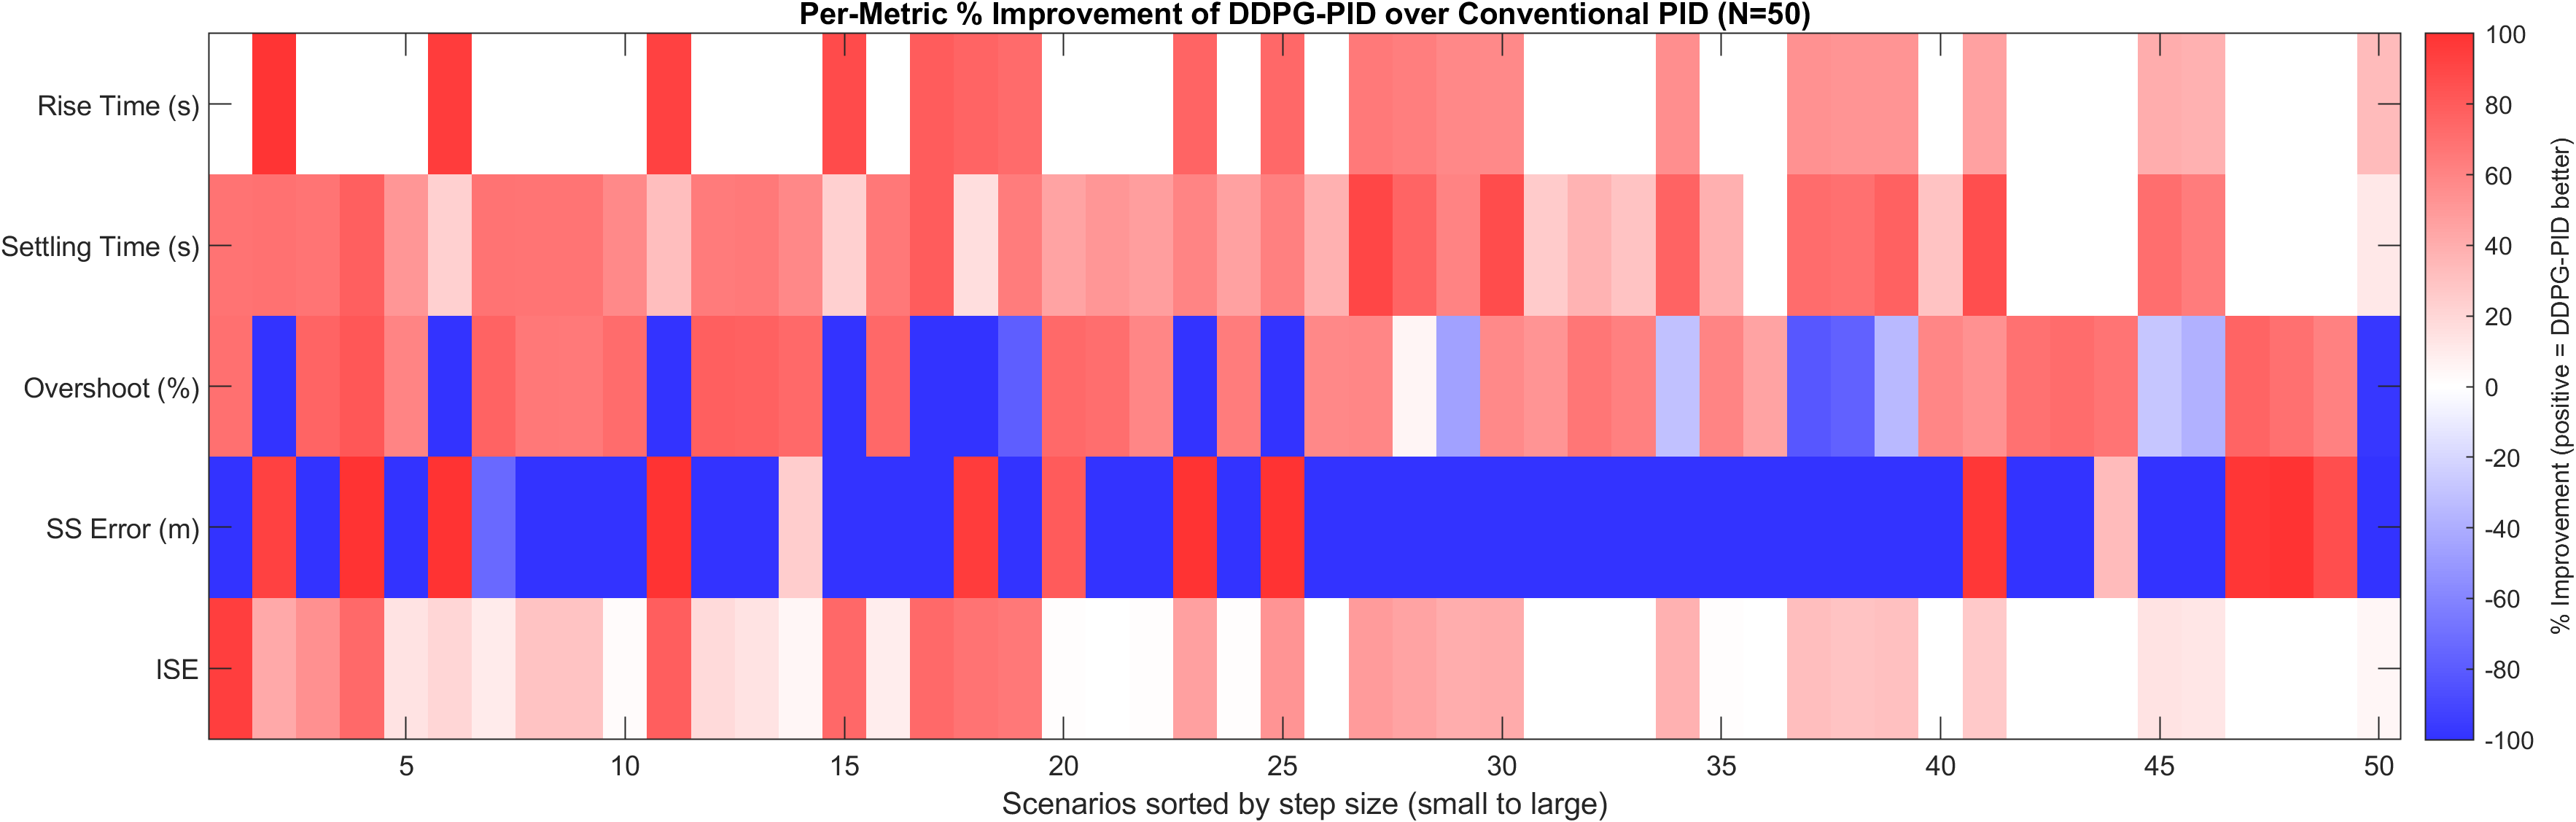 Per-Metric % Improvement of DDPG-PID over Conventional PID (N=50)
Rise Time (s)
Settling Time (s)
Overshoot (%)
SS Error (m)
ISE
5 10 15 20 25 30 35 40 45 50
Scenarios sorted by step size (small to large)
100
80
60
40
20
0
-20
-40
-60
-80
-100
% Improvement (positive = DDPG-PID better)